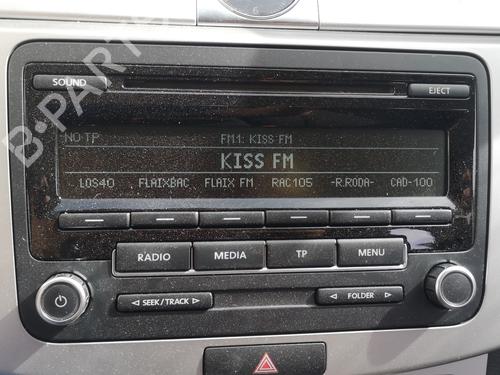 6
SOUND
EJECT
NO TP
FM1: KISS FM
KISS FM
LOS40 FLAIXBAC FLAIX FM RAC105 -R.RODA- CAD-100
RADIO MEDIA TP MENU
SEEK/TRACK FOLDER
B-PARTS